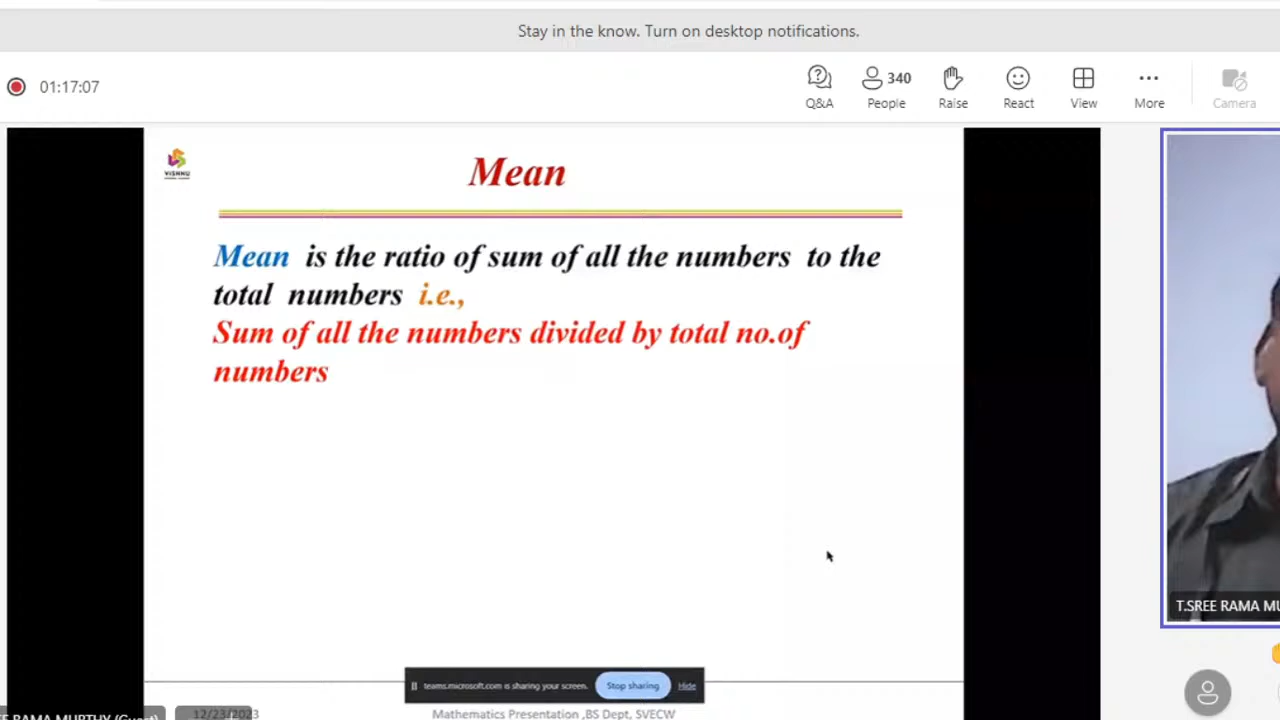 Stay in the know. Turn on desktop notifications.
01:17:07
Q&A
340
People
Raise
React
View
More
Camera
VISHNU
Mean
Mean is the ratio of sum of all the numbers to the
total numbers i.e.,
Sum of all the numbers divided by total no.of
numbers
T.SREE RAMA MU
teams.microsoft.com is sharing your screen.
Stop sharing
Hide
RAMA MURTHY (Guest)
12/23/2023
Mathematics Presentation ,BS Dept, SVECW